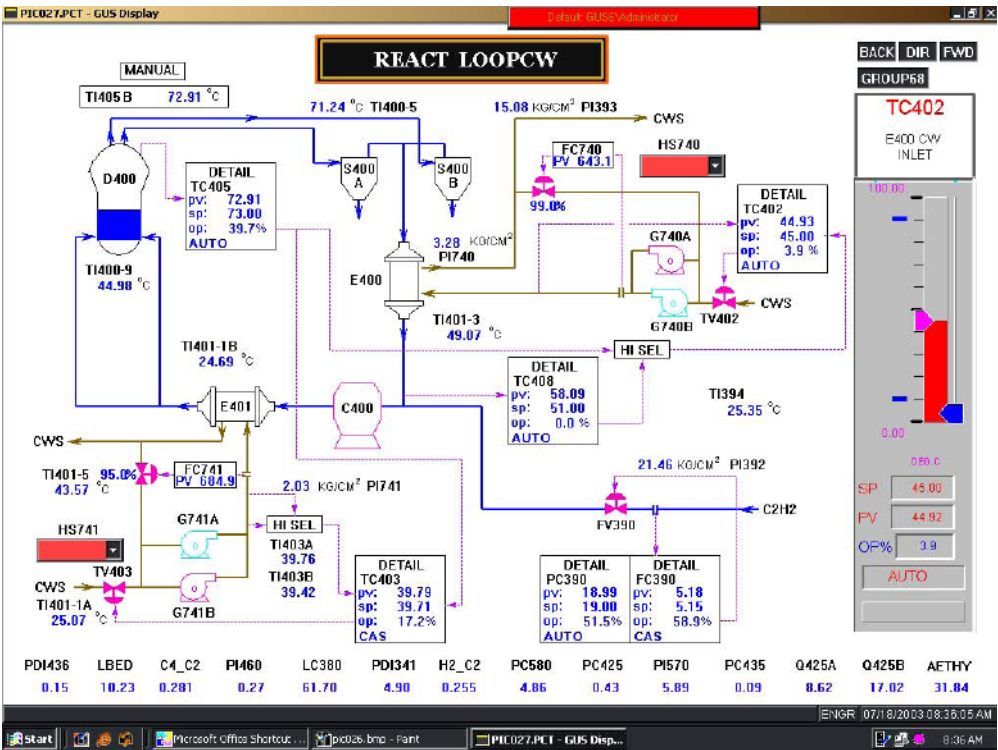 PIC027.PCT - GUS Display
Default: GUS6\Administrator
REACT LOOPCW
BACK DIR FWD
GROUP68
MANUAL
TI405B 72.91 °C
71.24 °C TI400-5
15.08 KG/CM² PI393
CWS
TC402
E400 CW
INLET
D400
S400
A
S400
B
FC740
PV 643.1
HS740
99.0%
DETAIL
TC405
pv: 72.91
sp: 73.00
op: 39.7%
AUTO
DETAIL
TC402
pv: 44.93
sp: 45.00
op: 3.9 %
AUTO
100.00
3.28 KG/CM²
PI740
G740A
E400
TI400-9
44.98 °C
G740B
TV402
CWS
TI401-3
49.07 °C
HI SEL
TI401-1B
24.69 °C
DETAIL
TC408
pv: 58.09
sp: 51.00
op: 0.0 %
AUTO
TI394
25.35 °C
E401
C400
0.00
DEG.C
CWS
TI401-5 95.0%
43.57 °C
FC741
PV 684.9
2.03 KG/CM² PI741
21.46 KG/CM² PI392
FV390
C2H2
SP 45.00
PV 44.92
OP% 3.9
AUTO
HS741
G741A
HI SEL
TI403A
39.76
TI403B
39.42
TV403
CWS
TI401-1A
25.07 °C
G741B
DETAIL
TC403
pv: 39.79
sp: 39.71
op: 17.2%
CAS
DETAIL
PC390
pv: 18.99
sp: 19.00
op: 51.5%
AUTO
DETAIL
FC390
pv: 5.18
sp: 5.15
op: 58.9%
CAS
PDI436 LBED C4_C2 PI460 LC380 PDI341 H2_C2 PC580 PC425 PI570 PC435 Q425A Q425B AETHY
0.15 10.23 0.281 0.27 61.70 4.90 0.255 4.86 0.43 5.89 0.09 8.62 17.02 31.84
ENGR 07/18/2003 08:36:05 AM
Start Microsoft Office Shortcut ... pic026.bmp - Paint PIC027.PCT - GUS Disp... 8:36 AM